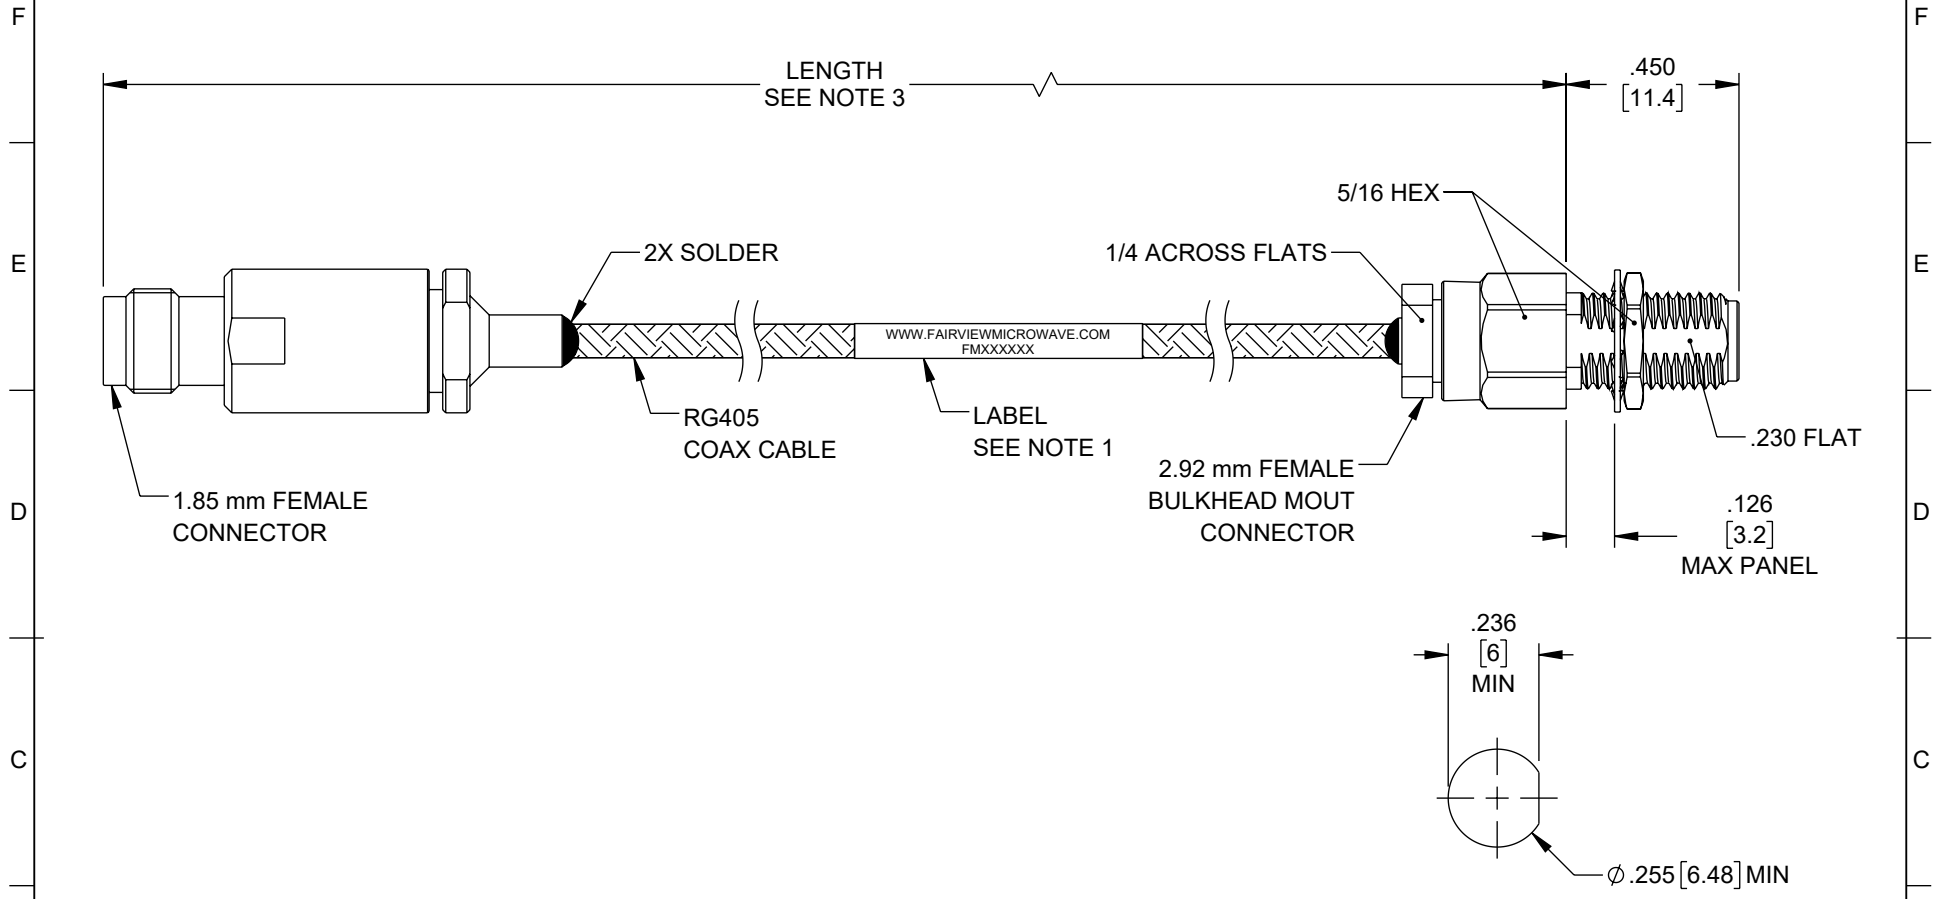 F
F
LENGTH
SEE NOTE 3
.450
[11.4]
5/16 HEX
E
2X SOLDER
1/4 ACROSS FLATS
E
WWW.FAIRVIEWMICROWAVE.COM
FMXXXXXX
RG405
COAX CABLE
LABEL
SEE NOTE 1
.230 FLAT
2.92 mm FEMALE
BULKHEAD MOUT
CONNECTOR
1.85 mm FEMALE
CONNECTOR
D
.126
[3.2]
MAX PANEL
D
.236
[6]
MIN
C
C
∅.255[6.48]MIN